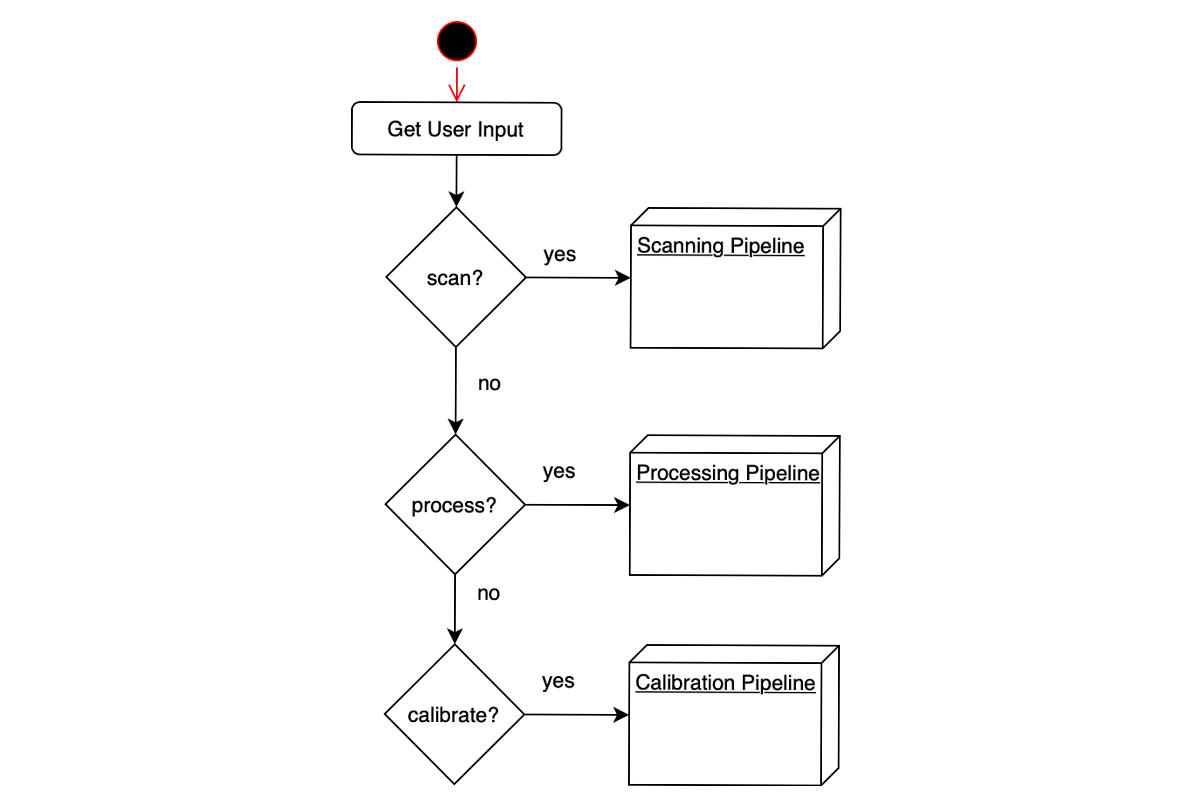 Get User Input
scan?
yes
Scanning Pipeline
no
process?
yes
Processing Pipeline
no
calibrate?
yes
Calibration Pipeline